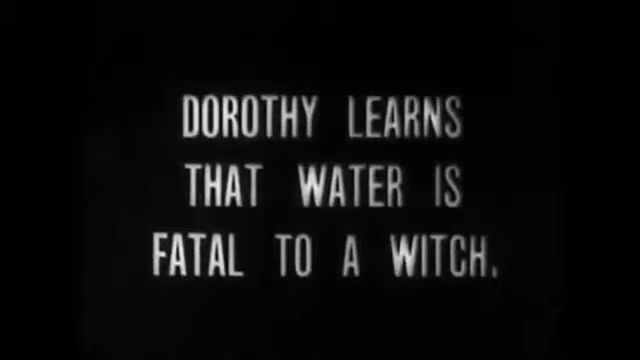 DOROTHY LEARNS
THAT WATER IS
FATAL TO A WITCH.